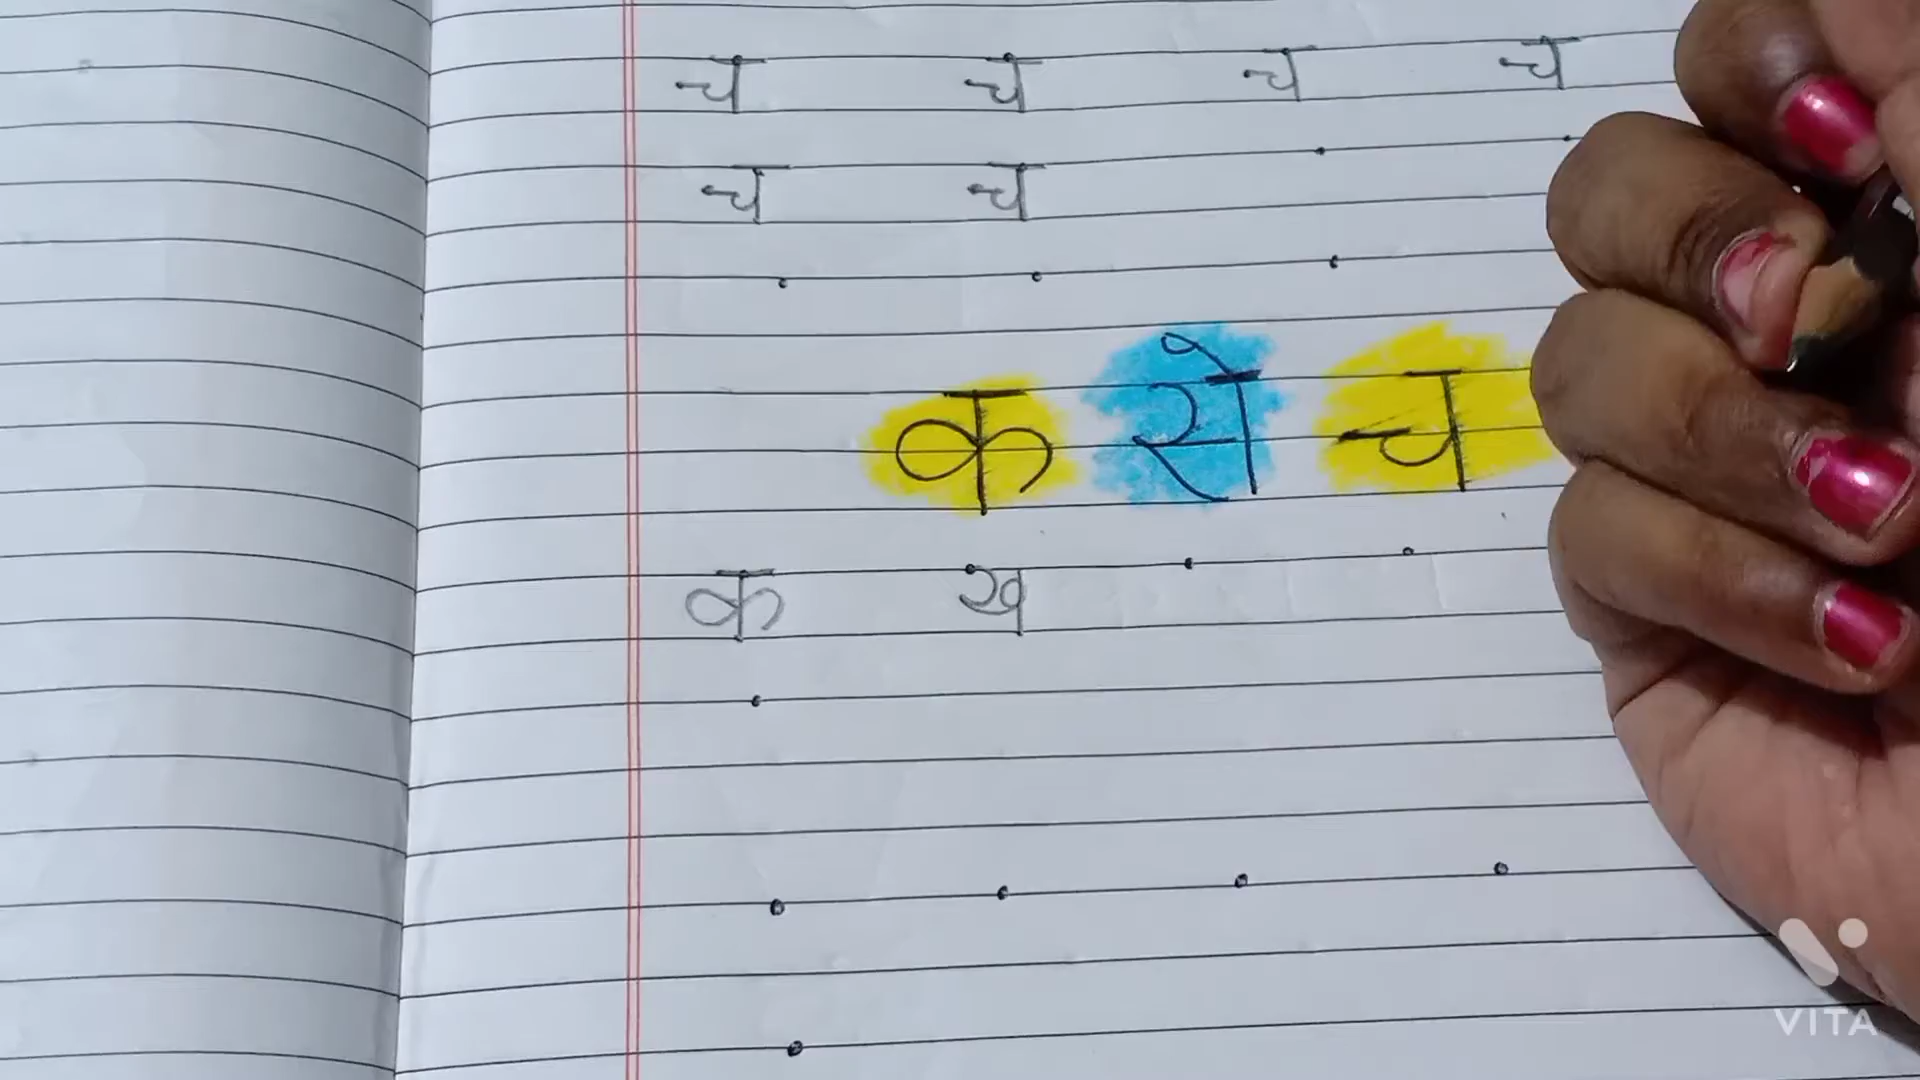 च च च च
च च
क से च
क ख
VITA